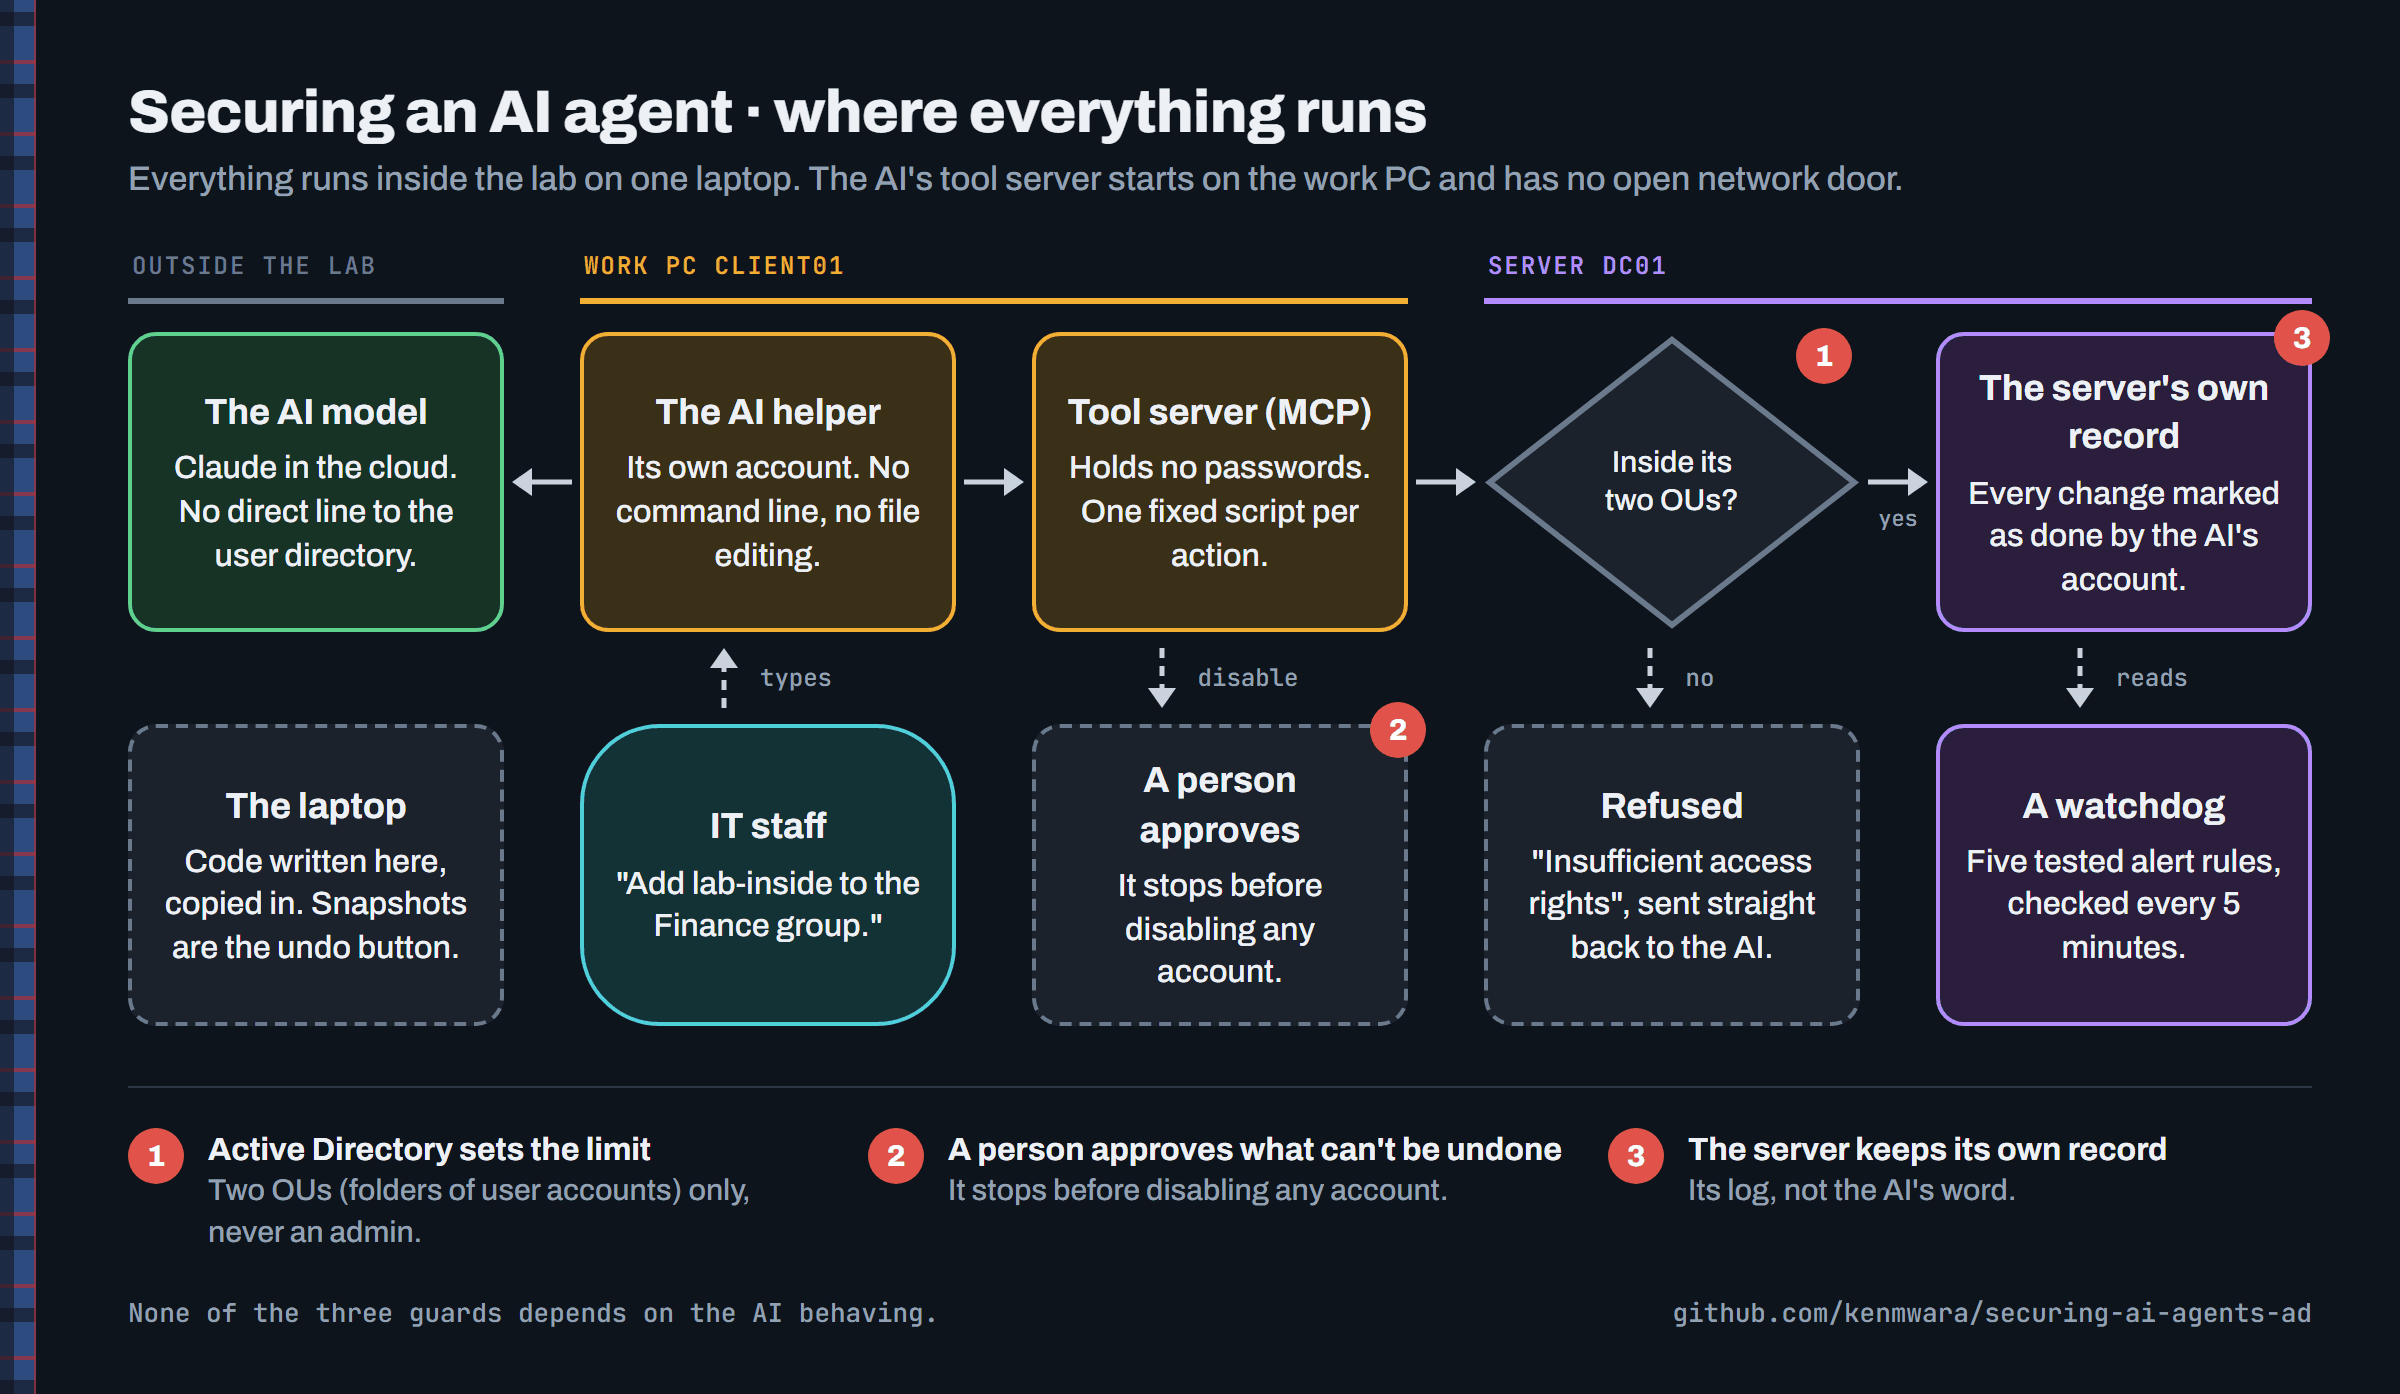 Securing an AI agent · where everything runs
Everything runs inside the lab on one laptop. The AI's tool server starts on the work PC and has no open network door.
OUTSIDE THE LAB
WORK PC CLIENT01
SERVER DC01
The AI model
Claude in the cloud.
No direct line to the
user directory.
The AI helper
Its own account. No
command line, no file
editing.
Tool server (MCP)
Holds no passwords.
One fixed script per
action.
1
Inside its
two OUs?
yes
3
The server's own
record
Every change marked
as done by the AI's
account.
types
disable
no
reads
The laptop
Code written here,
copied in. Snapshots
are the undo button.
IT staff
"Add lab-inside to the
Finance group."
2
A person
approves
It stops before
disabling any
account.
Refused
"Insufficient access
rights", sent straight
back to the AI.
A watchdog
Five tested alert rules,
checked every 5
minutes.
1
Active Directory sets the limit
Two OUs (folders of user accounts) only,
never an admin.
2
A person approves what can't be undone
It stops before disabling any account.
3
The server keeps its own record
Its log, not the AI's word.
None of the three guards depends on the AI behaving.
github.com/kenmwara/securing-ai-agents-ad